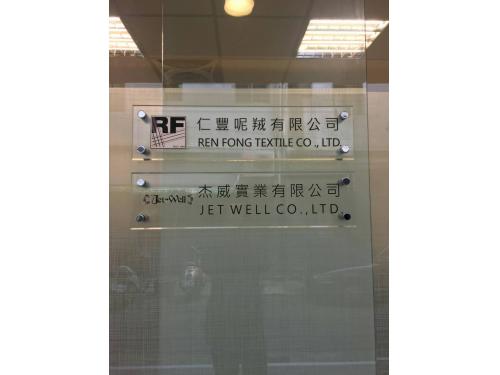 RF
仁豐呢羢有限公司
REN FONG TEXTILE CO., LTD.
Jet-Well
杰威實業有限公司
JET WELL CO.,LTD.